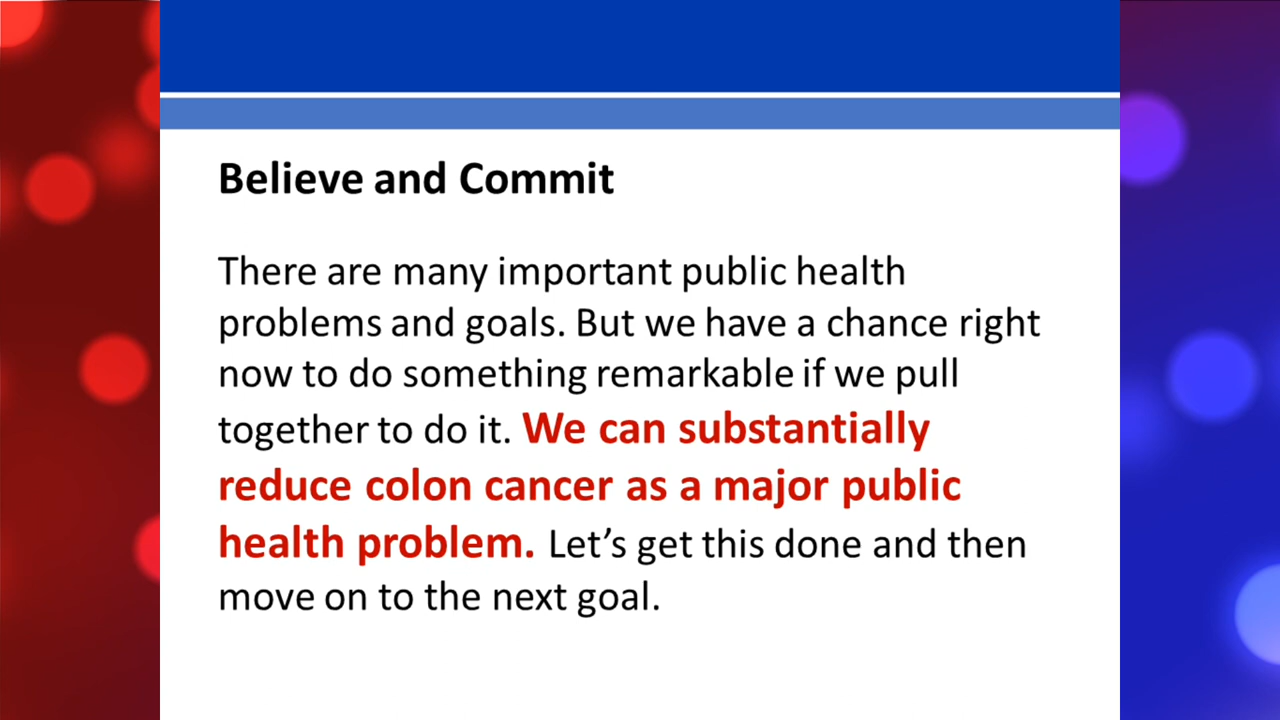 Believe and Commit
There are many important public health
problems and goals. But we have a chance right
now to do something remarkable if we pull
together to do it. We can substantially
reduce colon cancer as a major public
health problem. Let’s get this done and then
move on to the next goal.